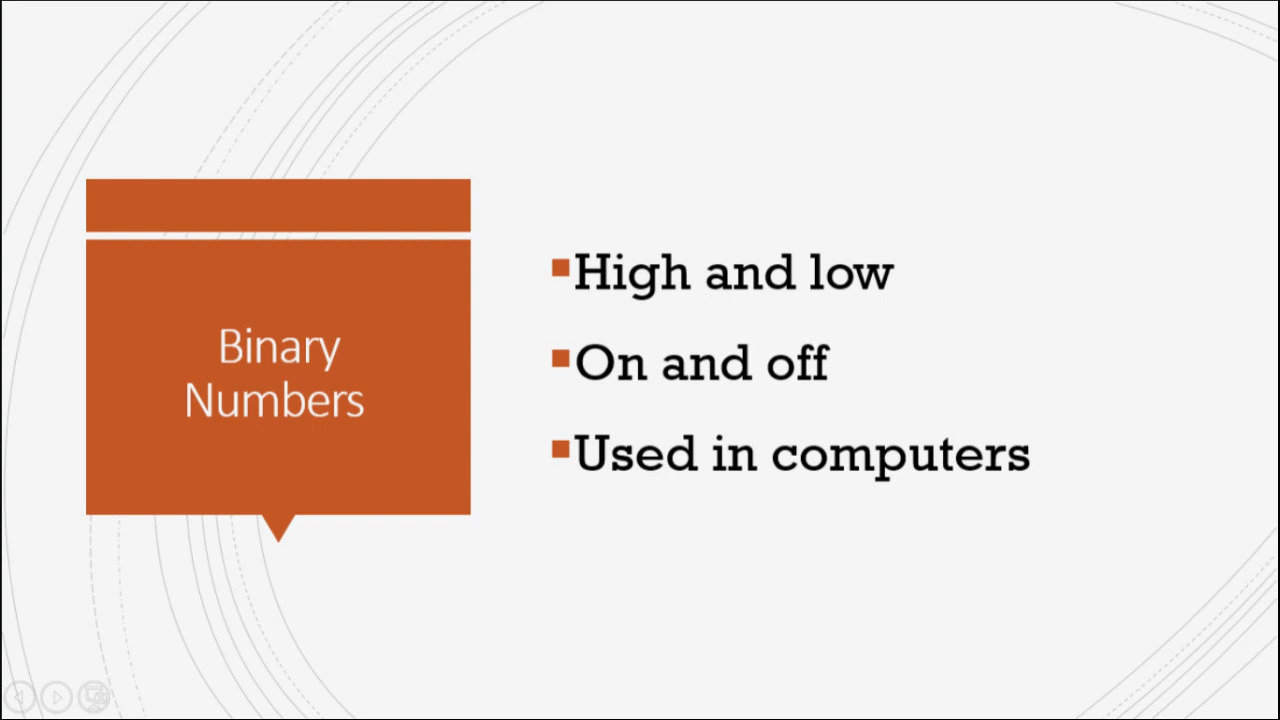 Binary
Numbers
High and low
On and off
Used in computers